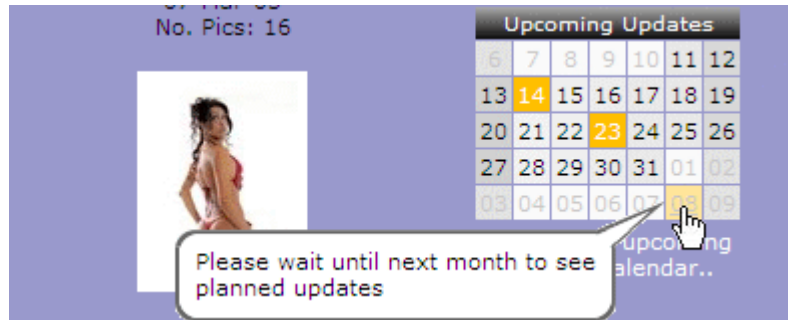 No. Pics: 16
Upcoming Updates
6 7 8 9 10 11 12
13 14 15 16 17 18 19
20 21 22 23 24 25 26
27 28 29 30 31 01 02
03 04 05 06 07 08 09
Please wait until next month to see
planned updates